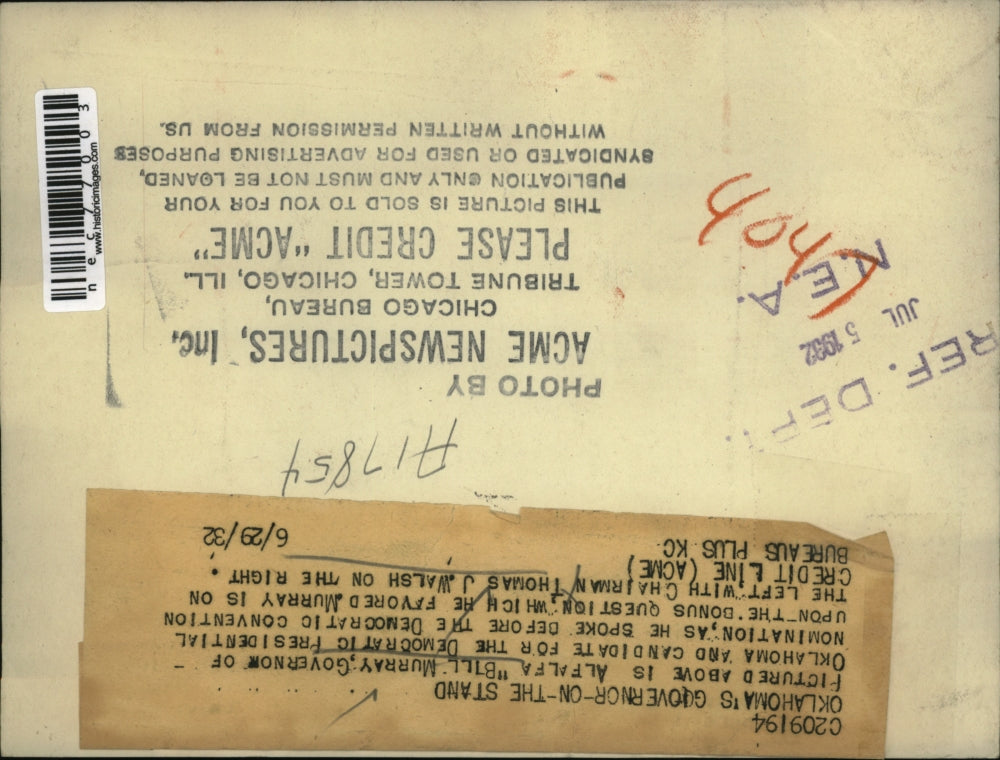 C209194
OKLAHOMA'S GOVERNOR-ON-THE STAND
PICTURED ABOVE IS ALFALFA "BILL MURRAY, GOVERNOR OF
OKLAHOMA AND CANDIDATE FOR THE DEMOCRATIC PRESIDENTIAL
NOMINATION, AS HE SPOKE BEFORE THE DEMOCRATIC CONVENTION
UPON-THE-BONUS QUESTION, WHICH HE FAVORED. MURRAY IS ON
THE LEFT, WITH CHAIRMAN THOMAS J. WALSH ON THE RIGHT.
CREDIT LINE (ACME)
BUREAUS PLUS KC
6/29/32
A17854
PHOTO BY
ACME NEWSPICTURES, Inc.
CHICAGO BUREAU,
TRIBUNE TOWER, CHICAGO, ILL.
PLEASE CREDIT "ACME"
THIS PICTURE IS SOLD TO YOU FOR YOUR
PUBLICATION ONLY AND MUST NOT BE LOANED,
SYNDICATED OR USED FOR ADVERTISING PURPOSES
WITHOUT WRITTEN PERMISSION FROM US.
REF. DEPT.
JUL 5 1932
N.E.A.
www.historicimages.com